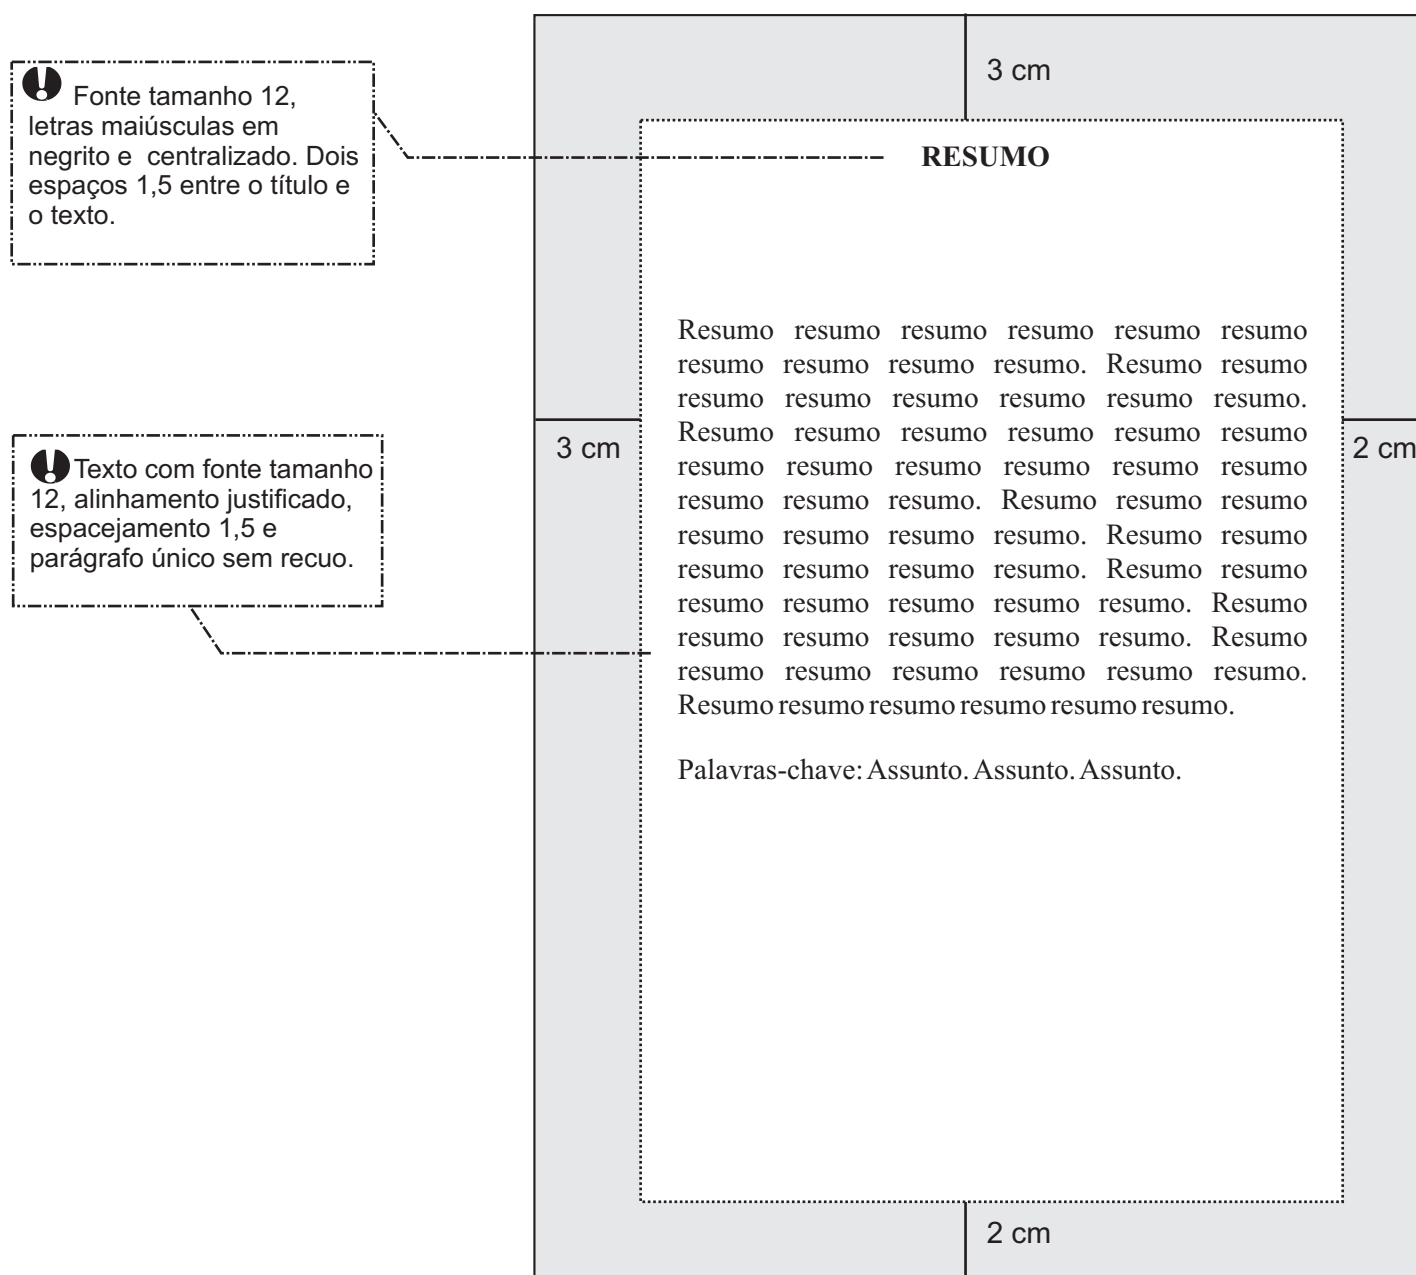 3 cm
Fonte tamanho 12,
letras maiúsculas em
negrito e centralizado. Dois
espaços 1,5 entre o título e
o texto.
RESUMO
Resumo resumo resumo resumo resumo resumo
resumo resumo resumo resumo. Resumo resumo
resumo resumo resumo resumo resumo resumo.
Resumo resumo resumo resumo resumo resumo
resumo resumo resumo resumo resumo resumo
resumo resumo resumo. Resumo resumo resumo
resumo resumo resumo resumo. Resumo resumo
resumo resumo resumo resumo. Resumo resumo
resumo resumo resumo resumo resumo. Resumo
resumo resumo resumo resumo resumo. Resumo
resumo resumo resumo resumo resumo resumo.
Resumo resumo resumo resumo resumo resumo.
3 cm
2 cm
Texto com fonte tamanho
12, alinhamento justificado,
espacejamento 1,5 e
parágrafo único sem recuo.
Palavras-chave: Assunto. Assunto. Assunto.
2 cm